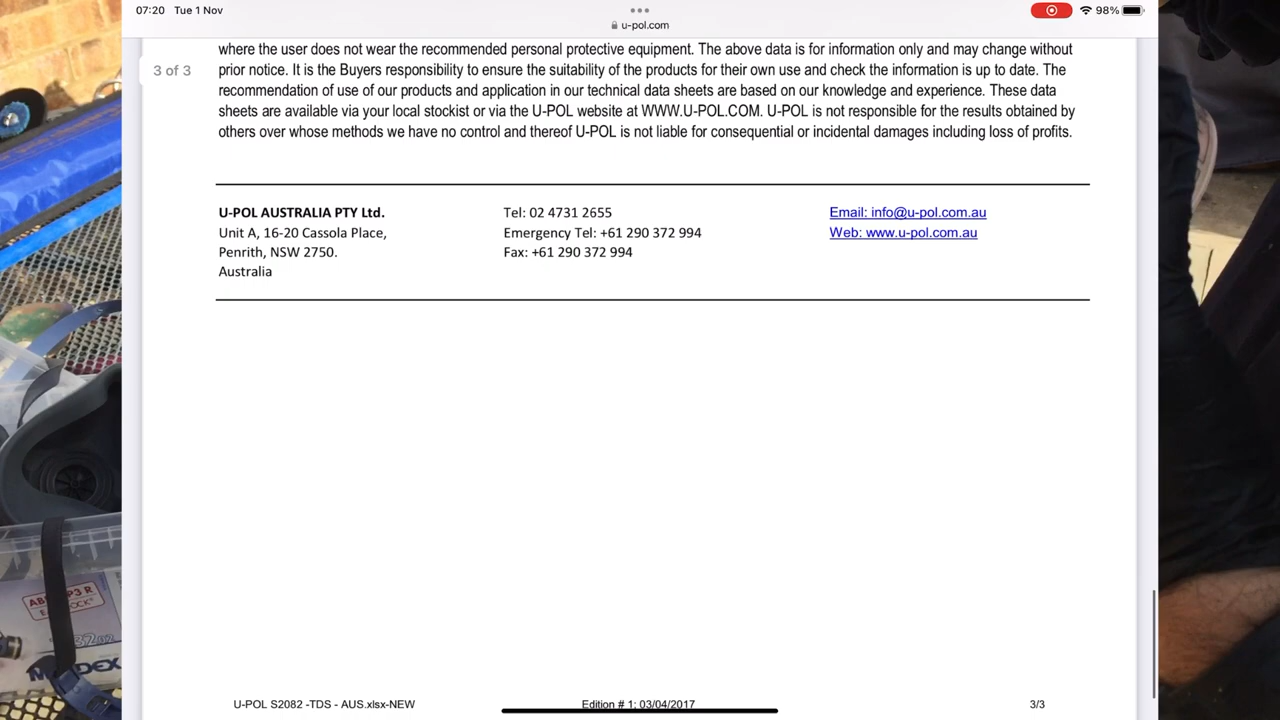 07:20 Tue 1 Nov
98%
u-pol.com
where the user does not wear the recommended personal protective equipment. The above data is for information only and may change without
3 of 3
prior notice. It is the Buyers responsibility to ensure the suitability of the products for their own use and check the information is up to date. The
recommendation of use of our products and application in our technical data sheets are based on our knowledge and experience. These data
sheets are available via your local stockist or via the U-POL website at WWW.U-POL.COM. U-POL is not responsible for the results obtained by
others over whose methods we have no control and thereof U-POL is not liable for consequential or incidental damages including loss of profits.
U-POL AUSTRALIA PTY Ltd.
Unit A, 16-20 Cassola Place,
Penrith, NSW 2750.
Australia
Tel: 02 4731 2655
Emergency Tel: +61 290 372 994
Fax: +61 290 372 994
Email: info@u-pol.com.au
Web: www.u-pol.com.au
U-POL S2082 -TDS - AUS.xlsx-NEW
Edition # 1; 03/04/2017
3/3